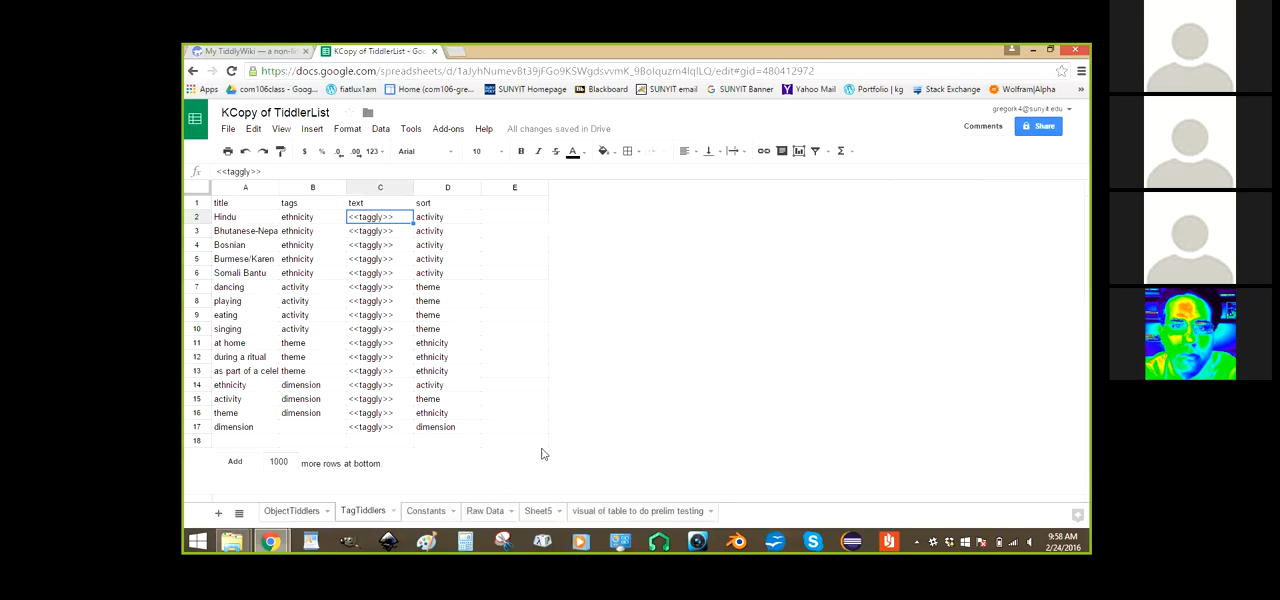 My TiddlyWiki — a non-li
KCopy of TiddlerList - Goo
https://docs.google.com/spreadsheets/d/
Apps com106class - Goog... fiatlux1am Home (com106-gre... SUNYIT Homepage Blackboard SUNYIT email SUNYIT Banner Yahoo Mail Portfolio | kg Stack Exchange Wolfram|Alpha »
KCopy of TiddlerList
gregork4@sunyit.edu
File Edit View Insert Format Data Tools Add-ons Help All changes saved in Drive
Comments Share
$ % .0 .00 123 Arial 10 B I S A Σ
fx <<taggly>>
A B C D E
1 title tags text sort
2 Hindu ethnicity <<taggly>> activity
3 Bhutanese-Nepa ethnicity <<taggly>> activity
4 Bosnian ethnicity <<taggly>> activity
5 Burmese/Karen ethnicity <<taggly>> activity
6 Somali Bantu ethnicity <<taggly>> activity
7 dancing activity <<taggly>> theme
8 playing activity <<taggly>> theme
9 eating activity <<taggly>> theme
10 singing activity <<taggly>> theme
11 at home theme <<taggly>> ethnicity
12 during a ritual theme <<taggly>> ethnicity
13 as part of a celel theme <<taggly>> ethnicity
14 ethnicity dimension <<taggly>> activity
15 activity dimension <<taggly>> theme
16 theme dimension <<taggly>> ethnicity
17 dimension <<taggly>> dimension
18
Add 1000 more rows at bottom.
+ ObjectTiddlers TagTiddlers Constants Raw Data Sheet5 visual of table to do prelim testing
9:58 AM
2/24/2016